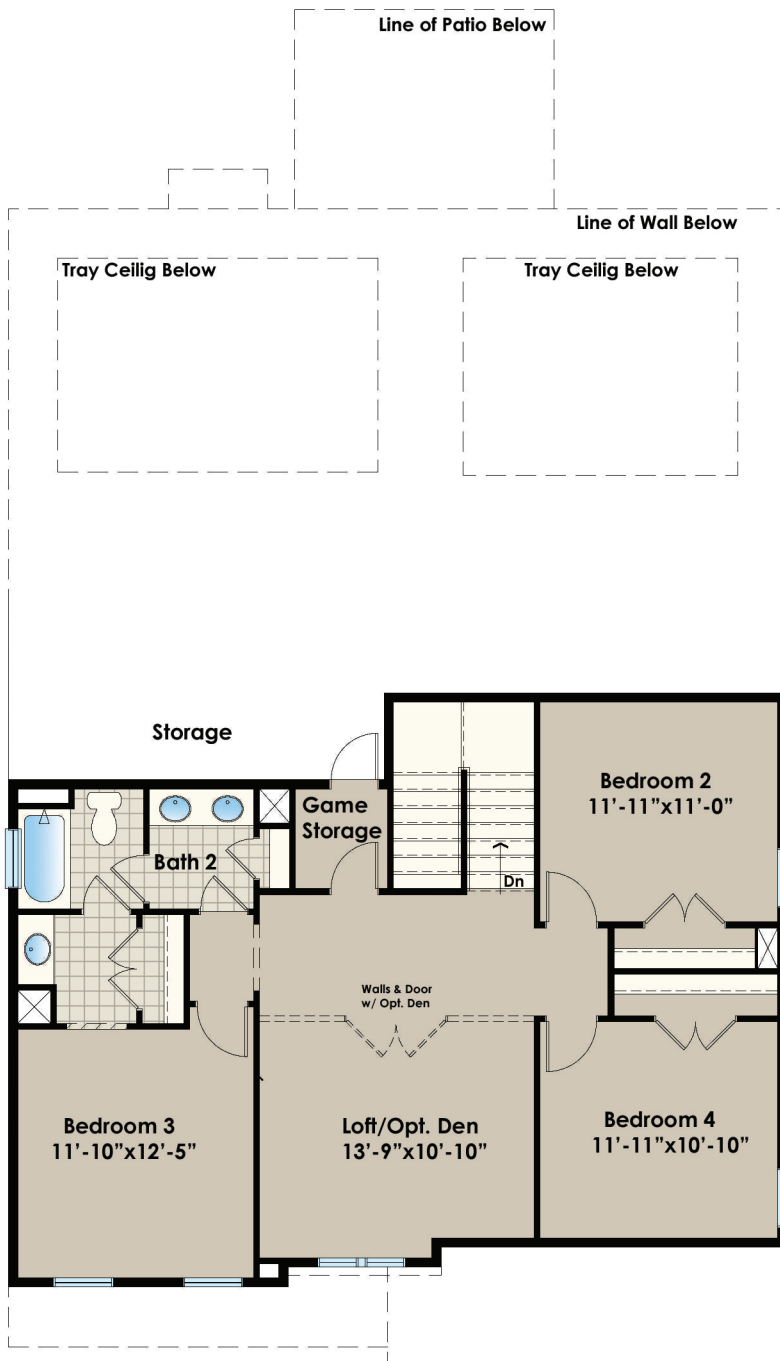 Line of Patio Below
Line of Wall Below
Tray Ceilig Below
Tray Ceilig Below
Storage
Bedroom 2
11’-11”x11’-0”
Game
Storage
Bath 2
Dn
Walls & Door
w/ Opt. Den
Bedroom 3
11’-10”x12’-5”
Loft/Opt. Den
13’-9”x10’-10”
Bedroom 4
11’-11”x10’-10”